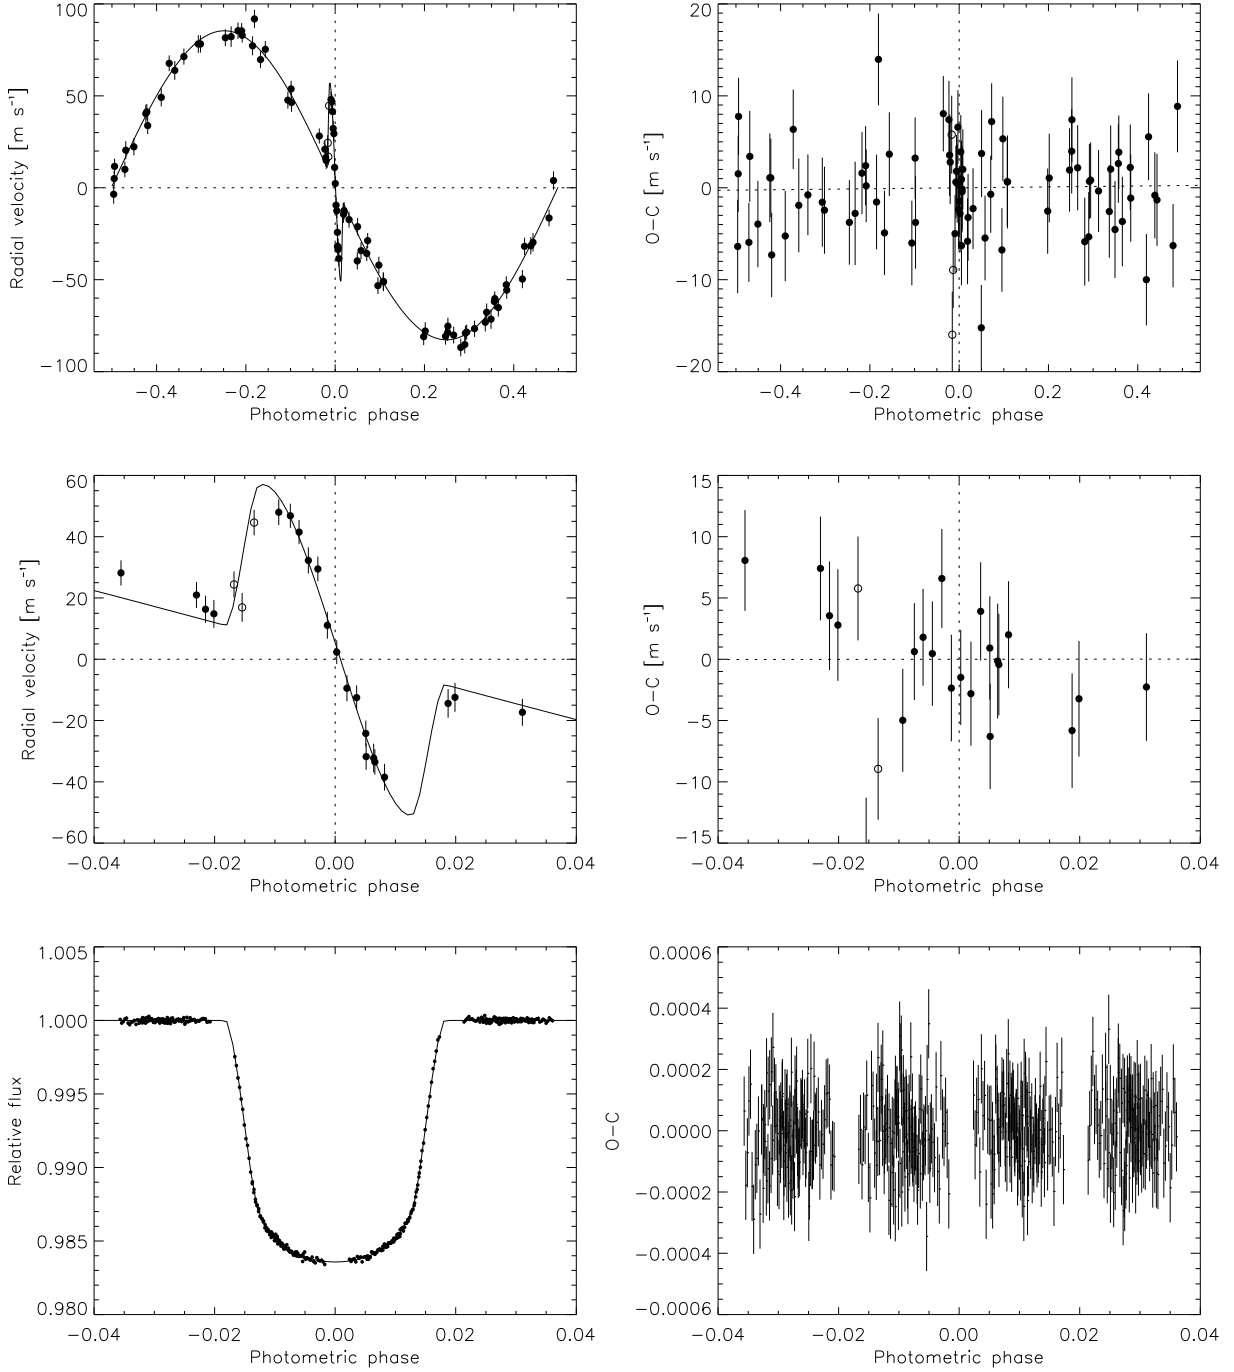 100
50
0
−50
−100
Radial velocity [m s⁻¹]
−0.4 −0.2 0.0 0.2 0.4
Photometric phase
20
10
0
−10
−20
O−C [m s⁻¹]
−0.4 −0.2 0.0 0.2 0.4
Photometric phase
60
40
20
0
−20
−40
−60
Radial velocity [m s⁻¹]
−0.04 −0.02 0.00 0.02 0.04
Photometric phase
15
10
5
0
−5
−10
−15
O−C [m s⁻¹]
−0.04 −0.02 0.00 0.02 0.04
Photometric phase
1.005
1.000
0.995
0.990
0.985
0.980
Relative flux
−0.04 −0.02 0.00 0.02 0.04
Photometric phase
0.0006
0.0004
0.0002
0.0000
−0.0002
−0.0004
−0.0006
O−C
−0.04 −0.02 0.00 0.02 0.04
Photometric phase